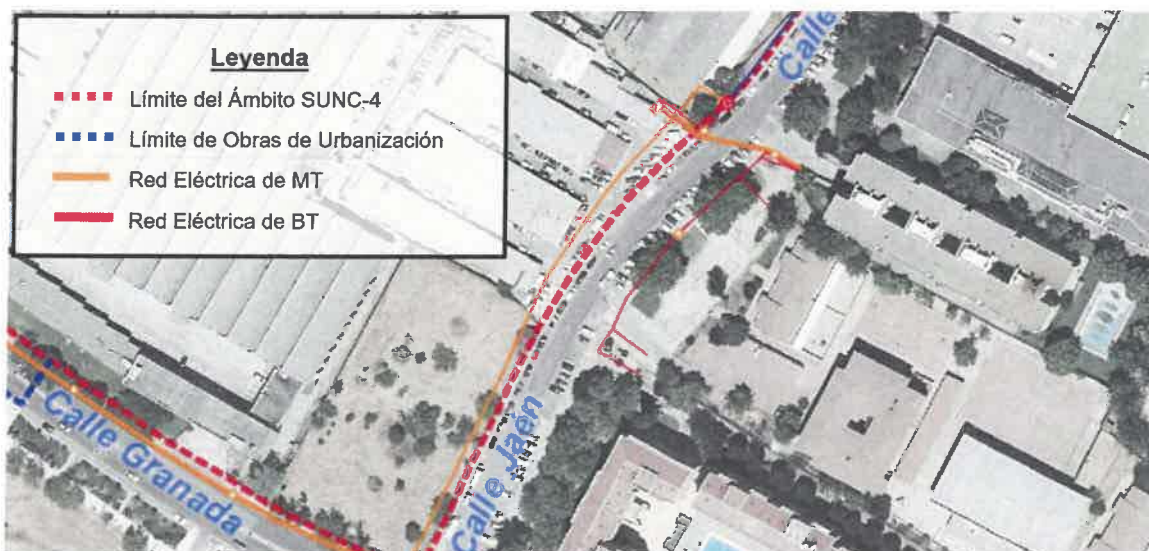 Leyenda
Límite del Ámbito SUNC-4
Límite de Obras de Urbanización
Red Eléctrica de MT
Red Eléctrica de BT
Calle
Calle Granada
Calle Jaén